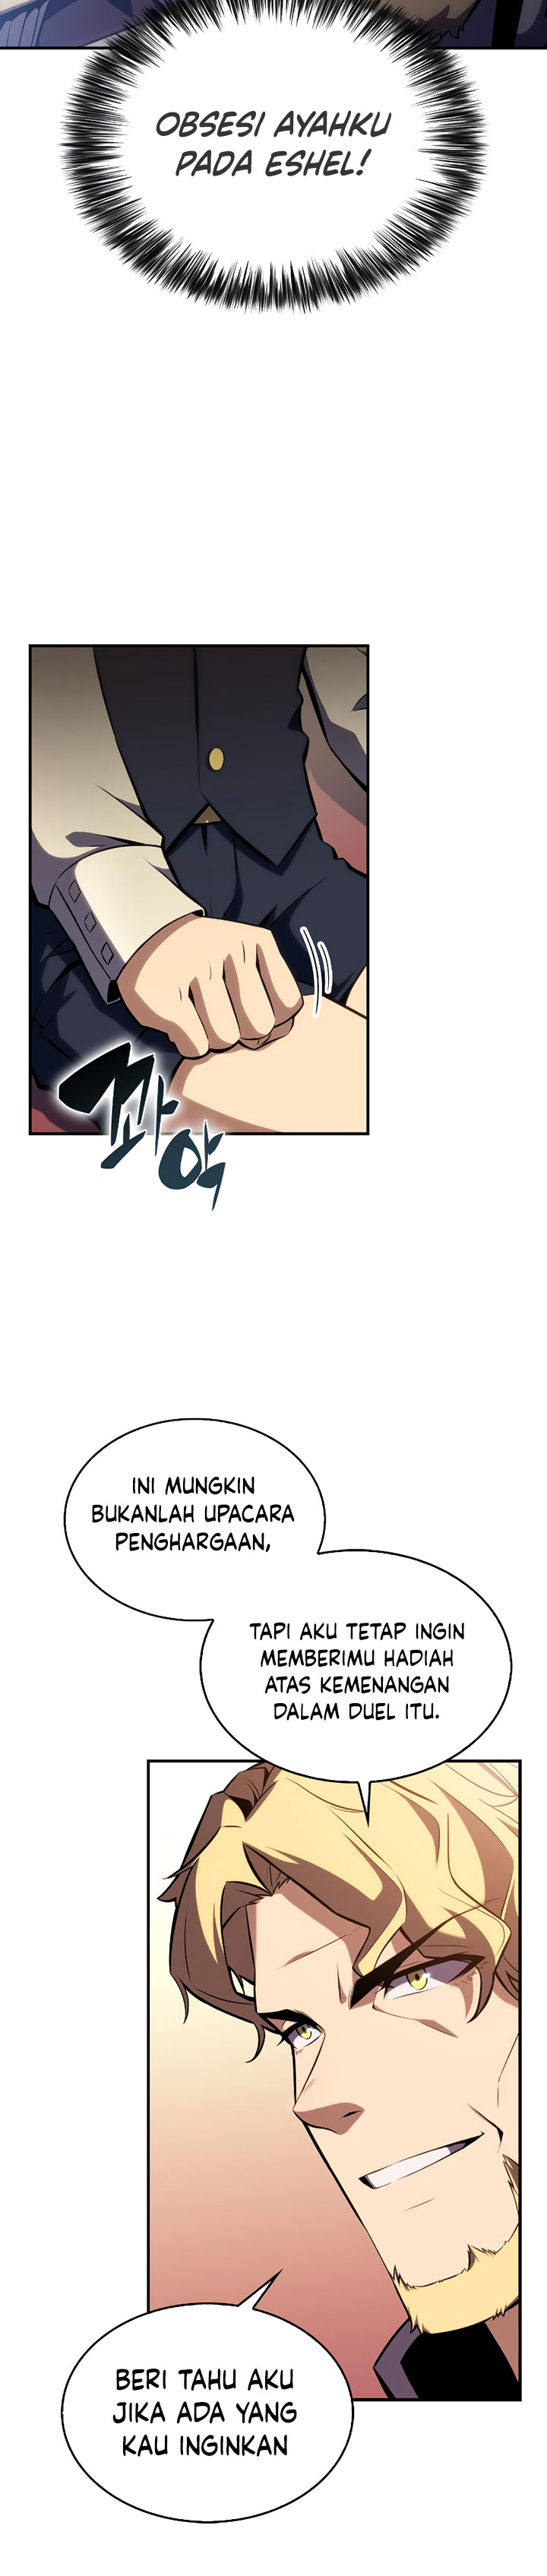 OBSESI AYAHKU
PADA ESHEL!
꽈악
INI MUNGKIN
BUKANLAH UPACARA
PENGHARGAAN,
TAPI AKU TETAP INGIN
MEMBERIMU HADIAH
ATAS KEMENANGAN
DALAM DUEL ITU.
BERI TAHU AKU
JIKA ADA YANG
KAU INGINKAN